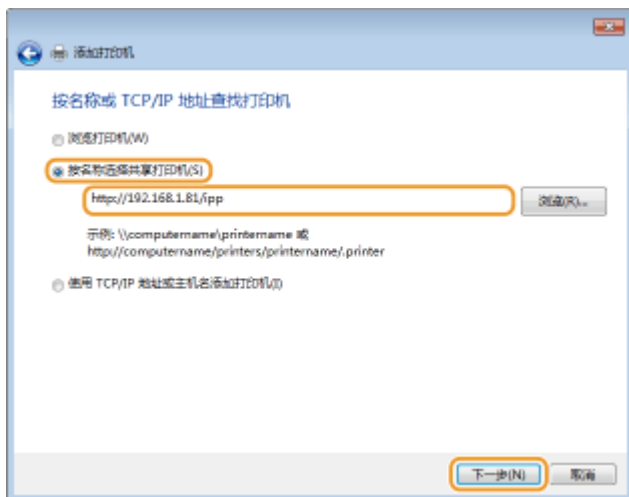 添加打印机
按名称或 TCP/IP 地址查找打印机
浏览打印机(W)
按名称选择共享打印机(S)
http://192.168.1.81/ipp
浏览(R)...
示例: \\computername\printername 或
http://computername/printers/printername/.printer
使用 TCP/IP 地址或主机名添加打印机(I)
下一步(N)
取消